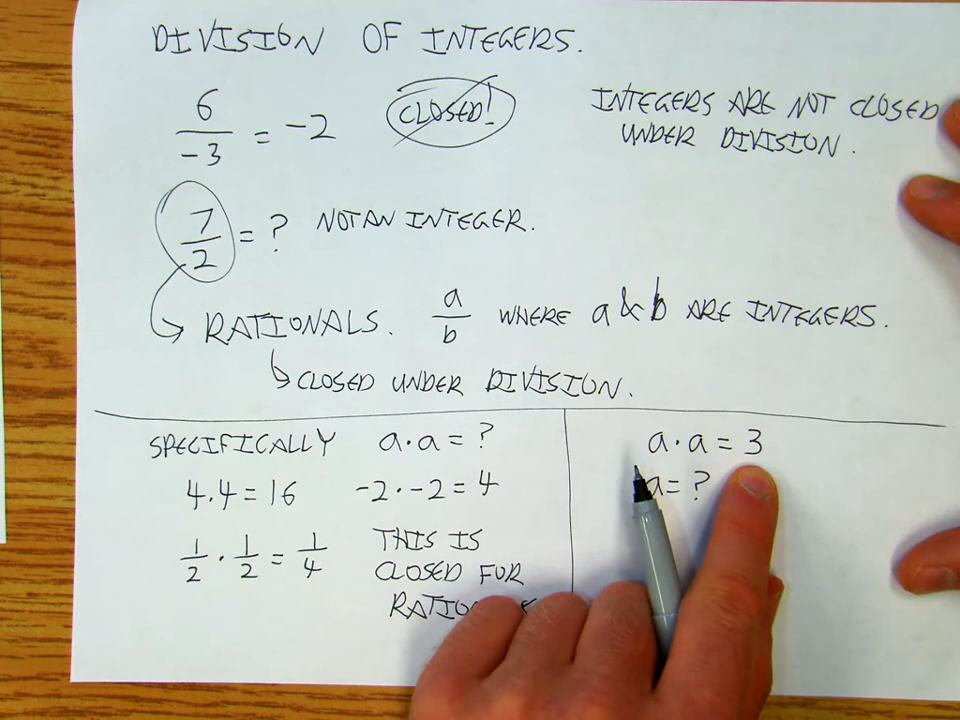 DIVISION OF INTEGERS.
6/-3 = -2 CLOSED! INTEGERS ARE NOT CLOSED UNDER DIVISION.
7/2 = ? NOT AN INTEGER.
RATIONALS. a/b WHERE a & b ARE INTEGERS.
CLOSED UNDER DIVISION.
SPECIFICALLY a·a = ?
4·4 = 16 -2·-2 = 4
1/2 · 1/2 = 1/4 THIS IS
CLOSED FOR
a·a = 3
a = ?